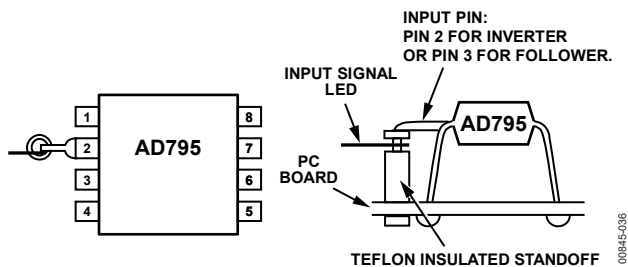 INPUT PIN:
PIN 2 FOR INVERTER
OR PIN 3 FOR FOLLOWER.
INPUT SIGNAL
LED
1
8
2
AD795
7
3
6
4
5
AD795
PC
BOARD
TEFLON INSULATED STANDOFF
00845-036